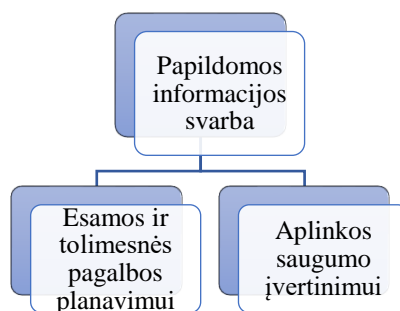 Papildomos
informacijos
svarba
Esamos ir
tolimesnės
pagalbos
planavimui
Aplinkos
saugumo
įvertinimui